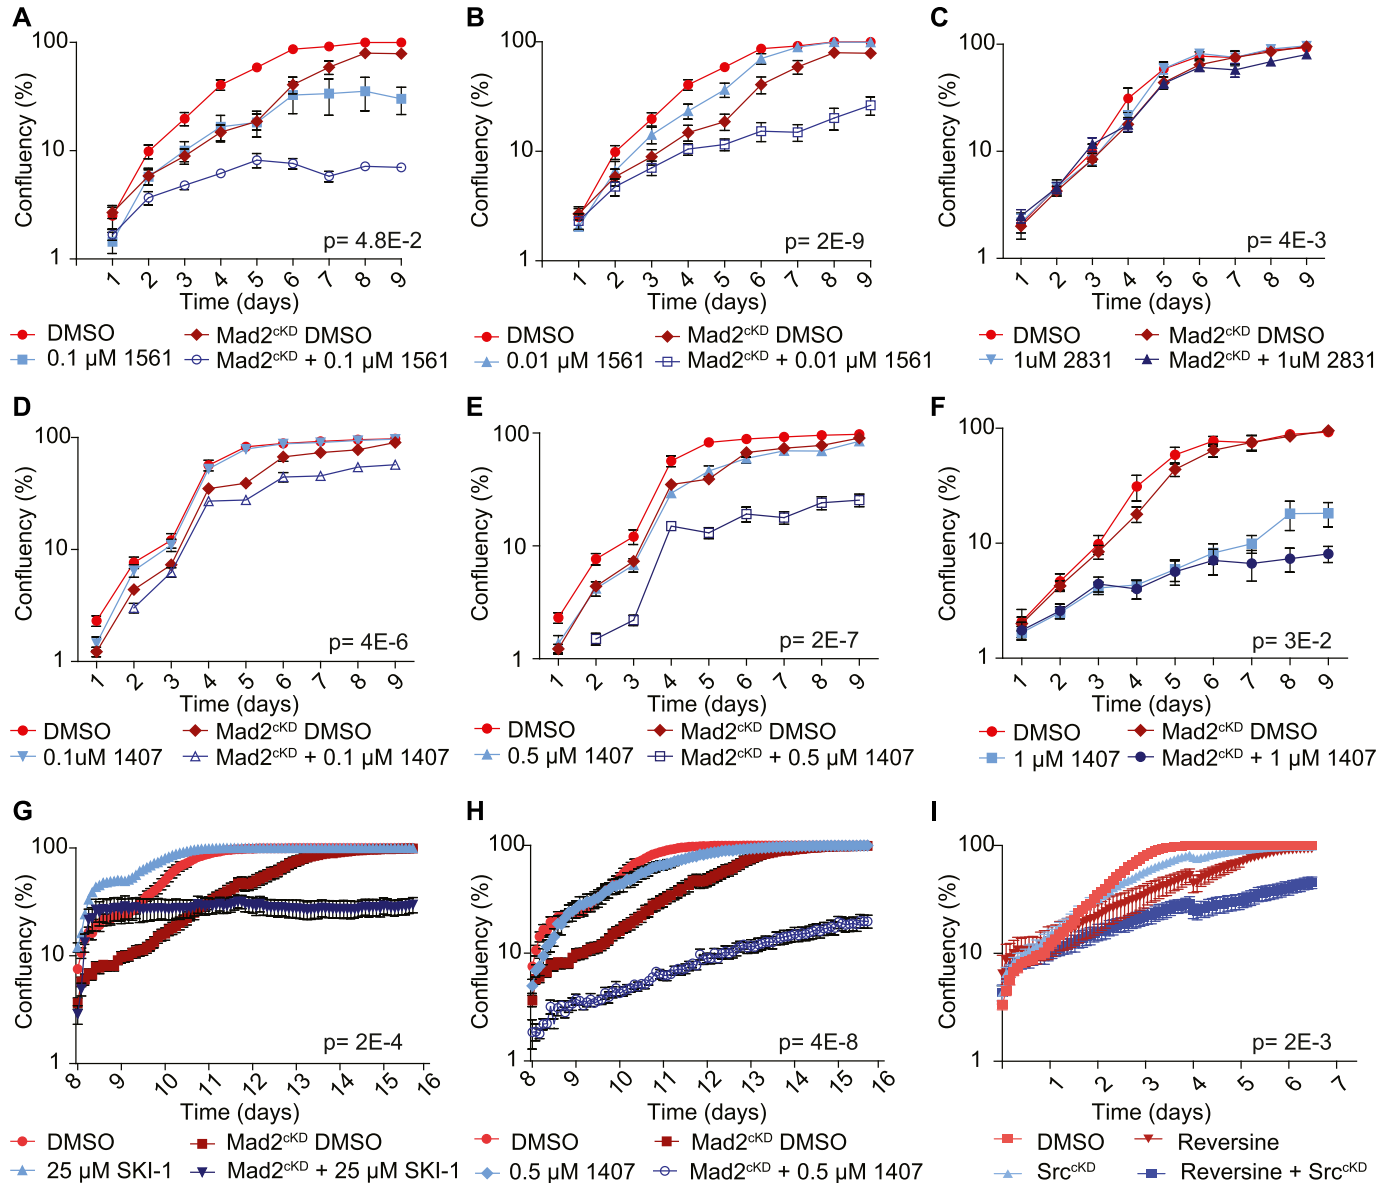 A
Confluency (%)
100
10
1
1 2 3 4 5 6 7 8 9
Time (days)
p= 4.8E-2
DMSO
Mad2cKD DMSO
0.1 µM 1561
Mad2cKD + 0.1 µM 1561
B
Confluency (%)
100
10
1
1 2 3 4 5 6 7 8 9
Time (days)
p= 2E-9
DMSO
Mad2cKD DMSO
0.01 µM 1561
Mad2cKD + 0.01 µM 1561
C
Confluency (%)
100
10
1
1 2 3 4 5 6 7 8 9
Time (days)
p= 4E-3
DMSO
Mad2cKD DMSO
1uM 2831
Mad2cKD + 1uM 2831
D
Confluency (%)
100
10
1
1 2 3 4 5 6 7 8 9
Time (days)
p= 4E-6
DMSO
Mad2cKD DMSO
0.1uM 1407
Mad2cKD + 0.1 µM 1407
E
Confluency (%)
100
10
1
1 2 3 4 5 6 7 8 9
Time (days)
p= 2E-7
DMSO
Mad2cKD DMSO
0.5 µM 1407
Mad2cKD + 0.5 µM 1407
F
Confluency (%)
100
10
1
1 2 3 4 5 6 7 8 9
Time (days)
p= 3E-2
DMSO
Mad2cKD DMSO
1 µM 1407
Mad2cKD + 1 µM 1407
G
Confluency (%)
100
10
1
8 9 10 11 12 13 14 15 16
Time (days)
p= 2E-4
DMSO
Mad2cKD DMSO
25 µM SKI-1
Mad2cKD + 25 µM SKI-1
H
Confluency (%)
100
10
1
8 9 10 11 12 13 14 15 16
Time (days)
p= 4E-8
DMSO
Mad2cKD DMSO
0.5 µM 1407
Mad2cKD + 0.5 µM 1407
I
Confluency (%)
100
10
1
1 2 3 4 5 6 7
Time (days)
p= 2E-3
DMSO
Reversine
SrccKD
Reversine + SrccKD